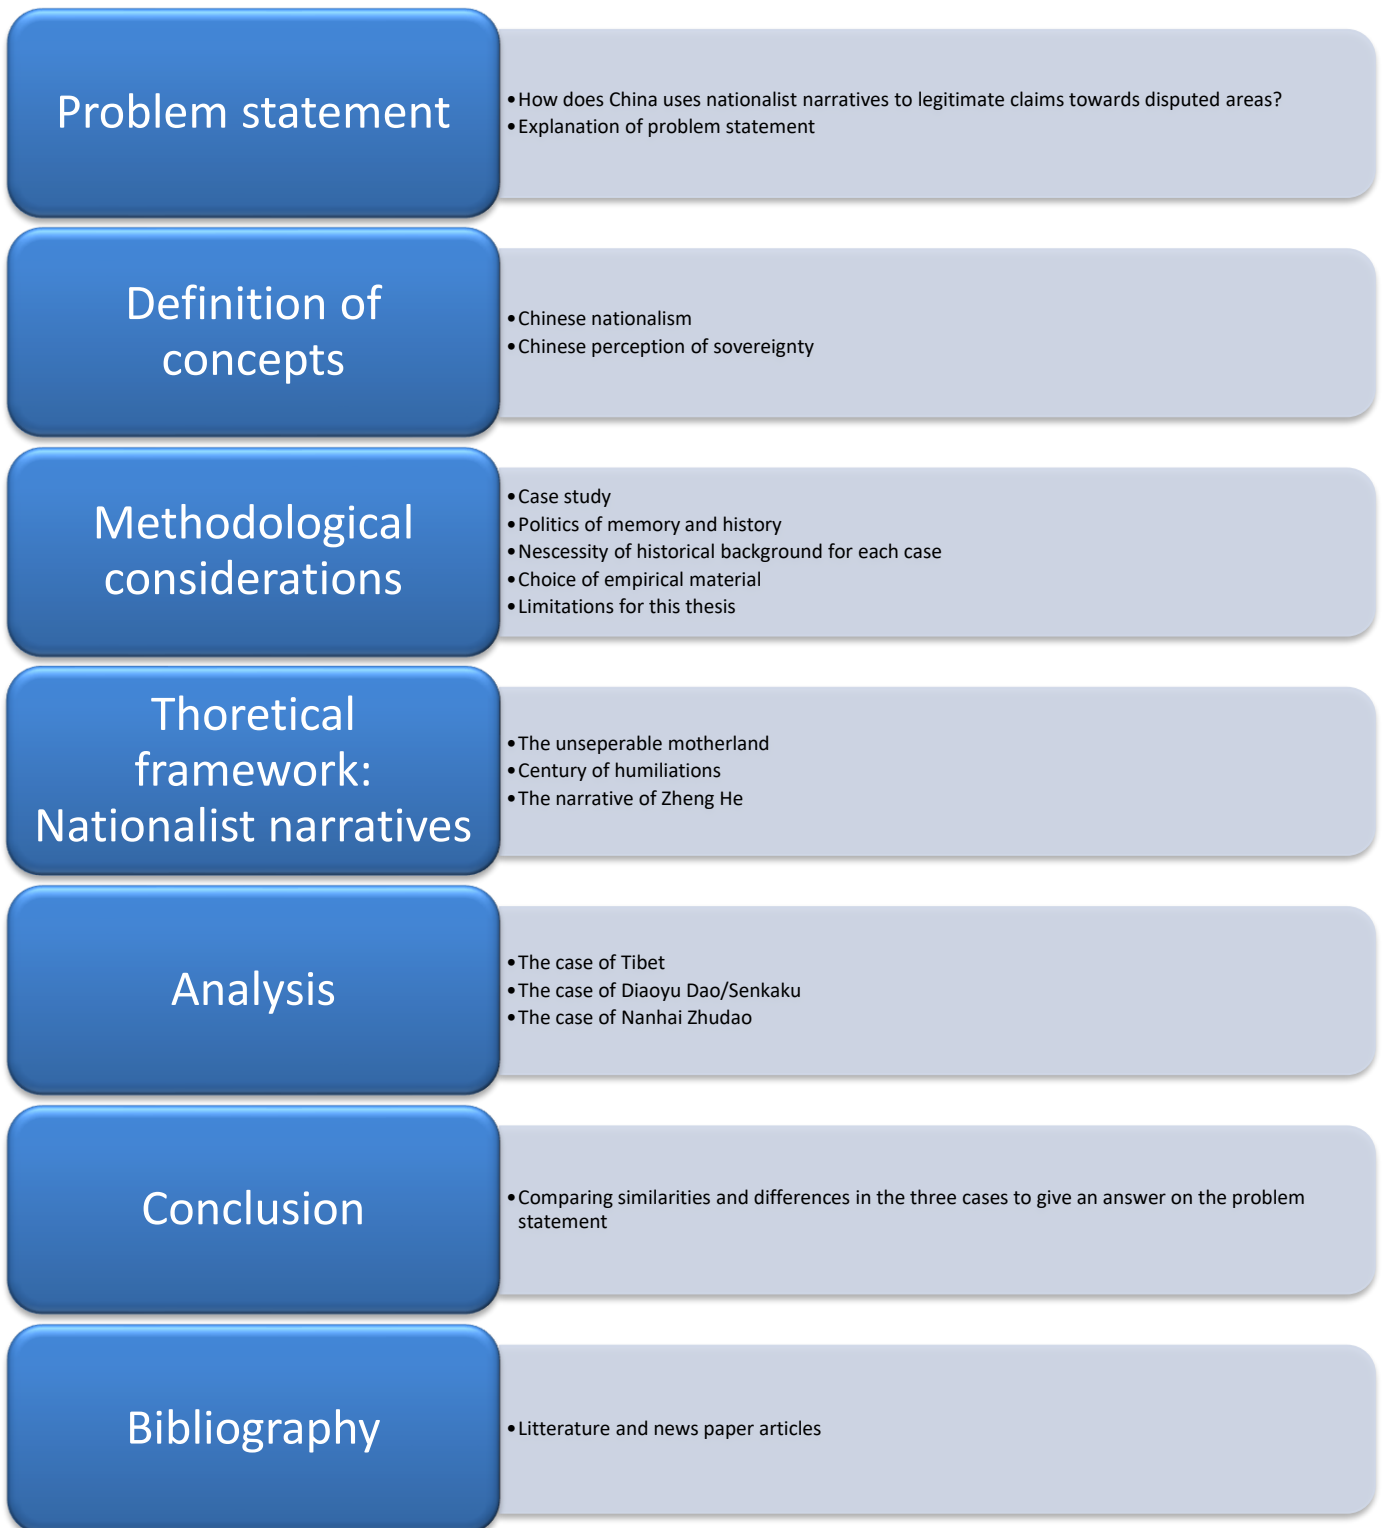 Problem statement
•How does China uses nationalist narratives to legitimate claims towards disputed areas?
•Explanation of problem statement
Definition of
concepts
•Chinese nationalism
•Chinese perception of sovereignty
Methodological
considerations
•Case study
•Politics of memory and history
•Nescessity of historical background for each case
•Choice of empirical material
•Limitations for this thesis
Thoretical
framework:
Nationalist narratives
•The unseperable motherland
•Century of humiliations
•The narrative of Zheng He
Analysis
•The case of Tibet
•The case of Diaoyu Dao/Senkaku
•The case of Nanhai Zhudao
Conclusion
•Comparing similarities and differences in the three cases to give an answer on the problem
statement
Bibliography
•Litterature and news paper articles